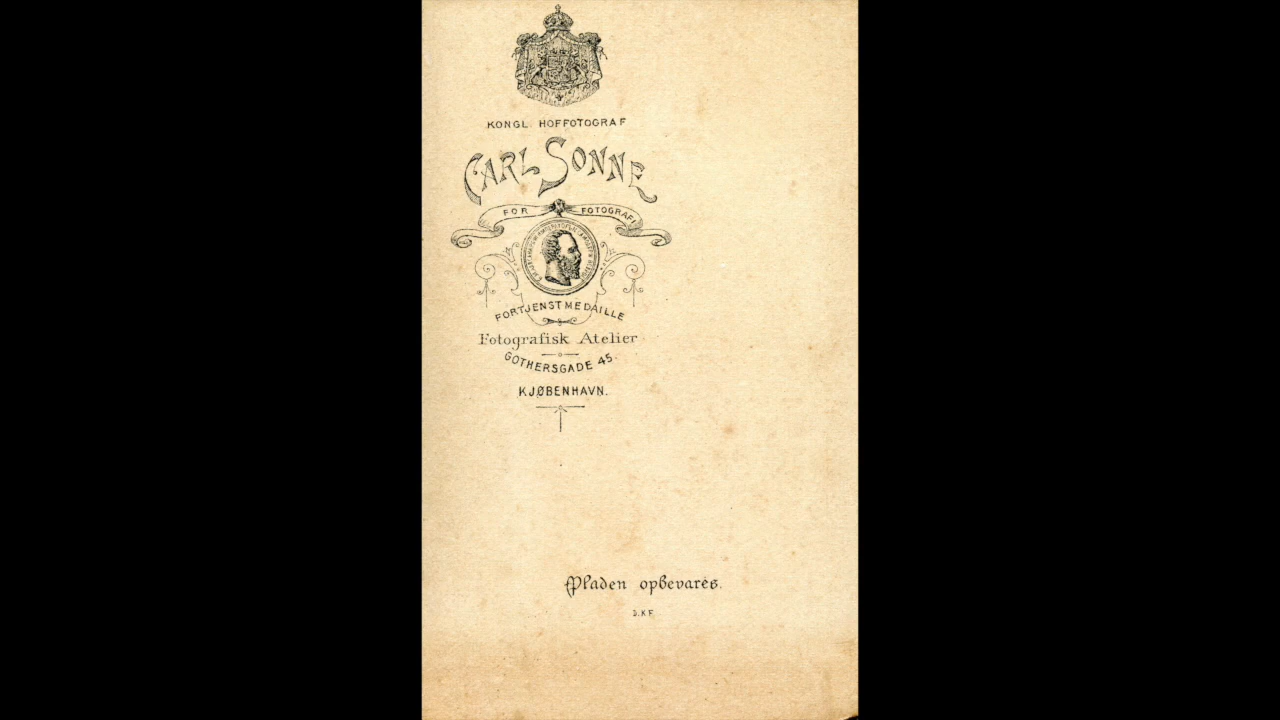 KONGL. HOFFOTOGRAF
CARL SONNE
FOR FOTOGRAFI
FORTJENSTMEDAILLE
Fotografisk Atelier
GOTHERSGADE 45.
KJØBENHAVN.
Pladen opbevares.
D.K.F.